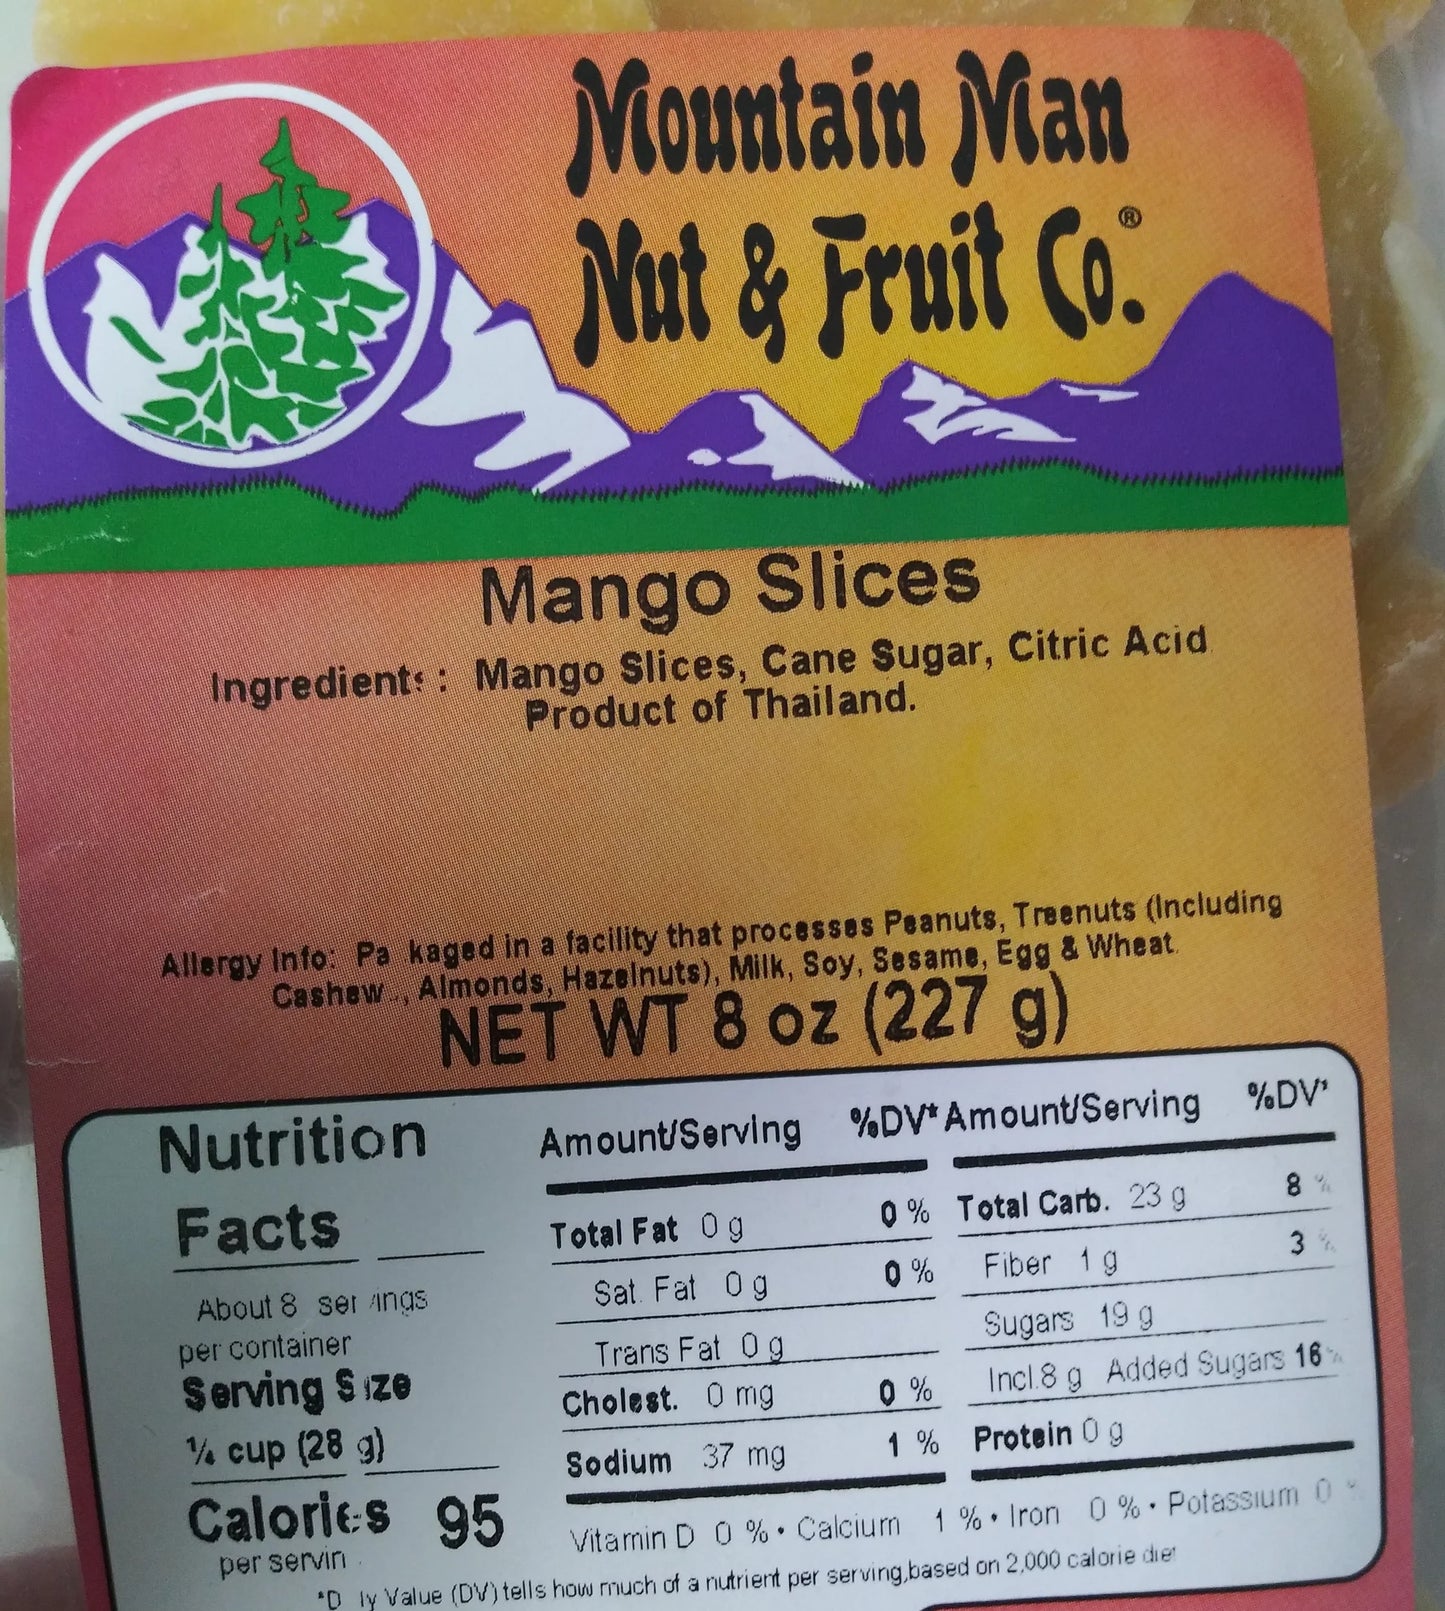 Mountain Man
Nut & Fruit Co.®
Mango Slices
Ingredients: Mango Slices, Cane Sugar, Citric Acid
Product of Thailand.
Allergy Info: Pa kaged in a facility that processes Peanuts, Treenuts (Including
Cashew.., Almonds, Hazelnuts), Milk, Soy, Sesame, Egg & Wheat.
NET WT 8 oz (227 g)
Nutrition
Facts
About 8 servings
per container
Serving Size
¼ cup (28 g)
Calories 95
per servin
Amount/Serving %DV*
Total Fat 0 g 0 %
Sat. Fat 0 g 0 %
Trans Fat 0 g
Cholest. 0 mg 0 %
Sodium 37 mg 1 %
Amount/Serving %DV*
Total Carb. 23 g 8 %
Fiber 1 g 3 %
Sugars 19 g
Incl.8 g Added Sugars 16 %
Protein 0 g
Vitamin D 0 % • Calcium 1 % • Iron 0 % • Potassium 0 %
*D ly Value (DV) tells how much of a nutrient per serving,based on 2,000 calorie diet